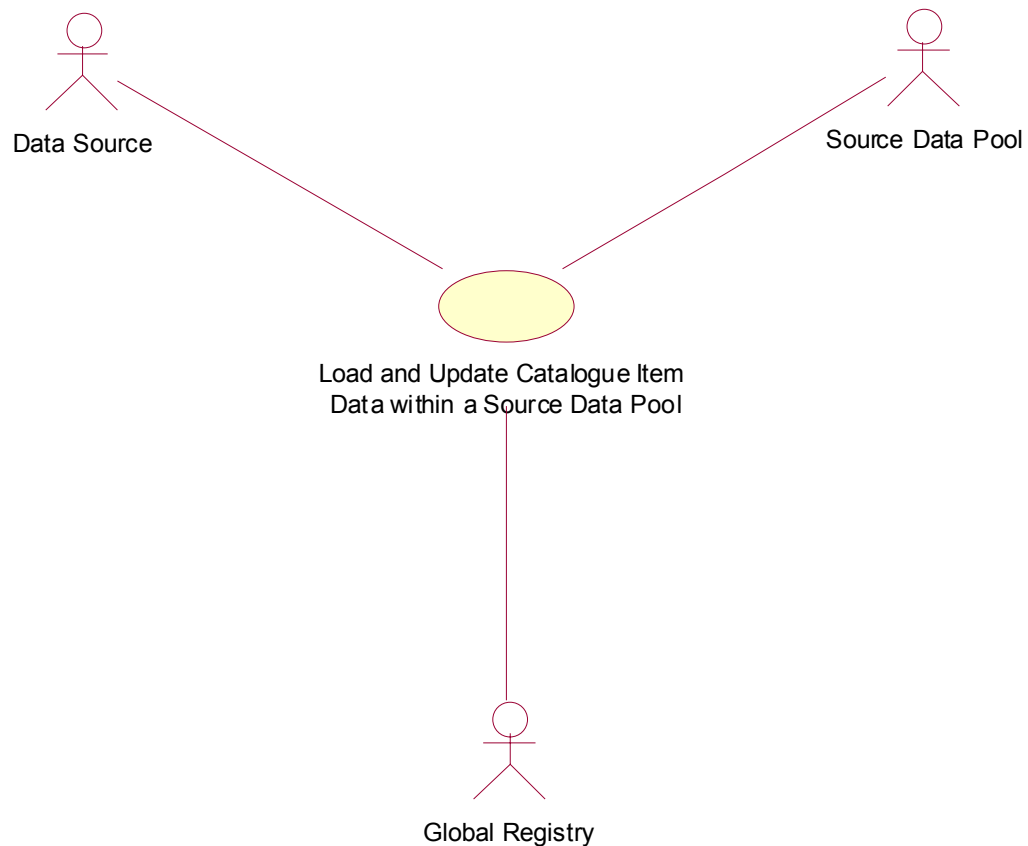 Data Source
Source Data Pool
Load and Update Catalogue Item
Data within a Source Data Pool
Global Registry